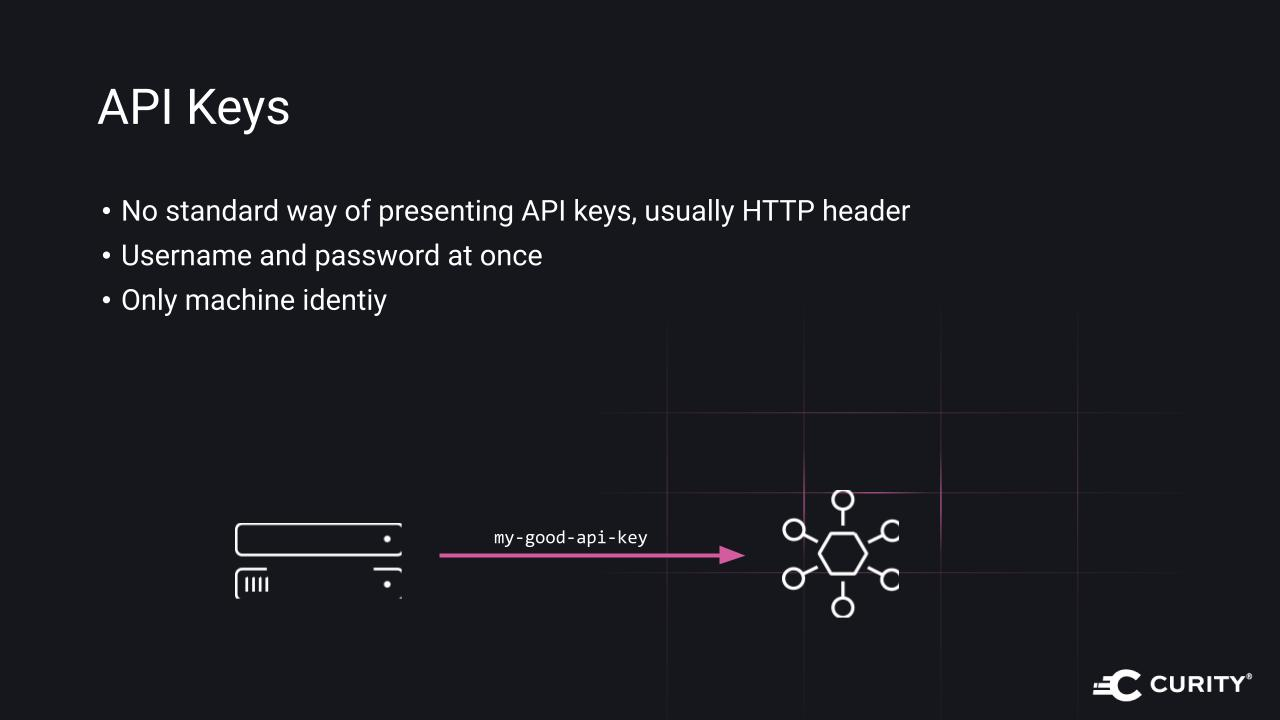 API Keys
• No standard way of presenting API keys, usually HTTP header
• Username and password at once
• Only machine identiy
my-good-api-key
CURITY®